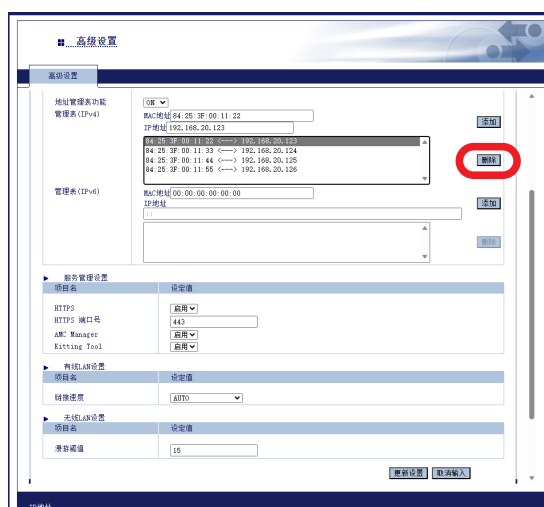 高级设置
高级设置
地址管理表功能 ON
管理表(IPv4) MAC地址 84:25:3F:00:11:22
IP地址 192.168.20.123 添加
84:25:3F:00:11:22 <---> 192.168.20.123
84:25:3F:00:11:33 <---> 192.168.20.124
84:25:3F:00:11:44 <---> 192.168.20.125 删除
84:25:3F:00:11:55 <---> 192.168.20.126
管理表(IPv6) MAC地址 00:00:00:00:00:00
IP地址 添加
::
删除
服务管理设置
项目名 设定值
HTTPS 启用
HTTPS 端口号 443
AMC Manager 启用
Kitting Tool 启用
有线LAN设置
项目名 设定值
链接速度 AUTO
无线LAN设置
项目名 设定值
漫游阈值 15
更新设置 取消输入
IP地址